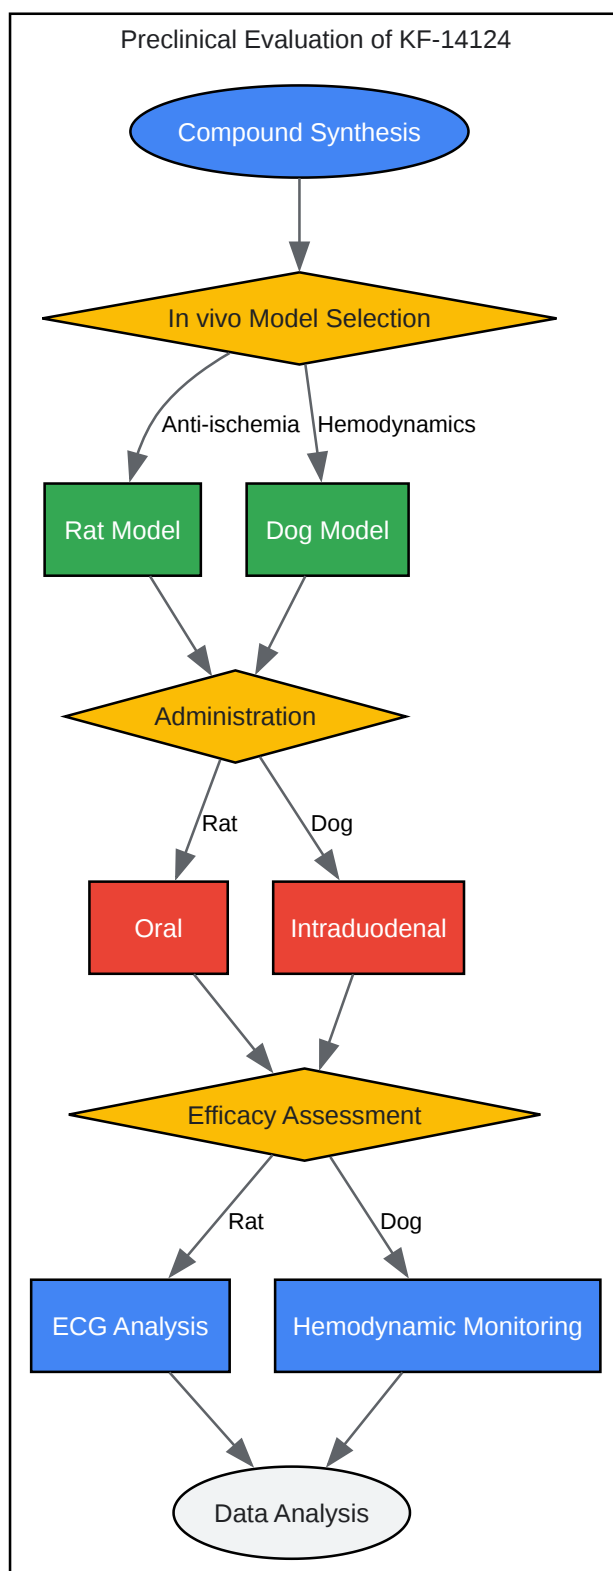 Preclinical Evaluation of KF-14124
Compound Synthesis
In vivo Model Selection
Anti-ischemia
Hemodynamics
Rat Model
Dog Model
Administration
Rat
Dog
Oral
Intraduodenal
Efficacy Assessment
Rat
Dog
ECG Analysis
Hemodynamic Monitoring
Data Analysis